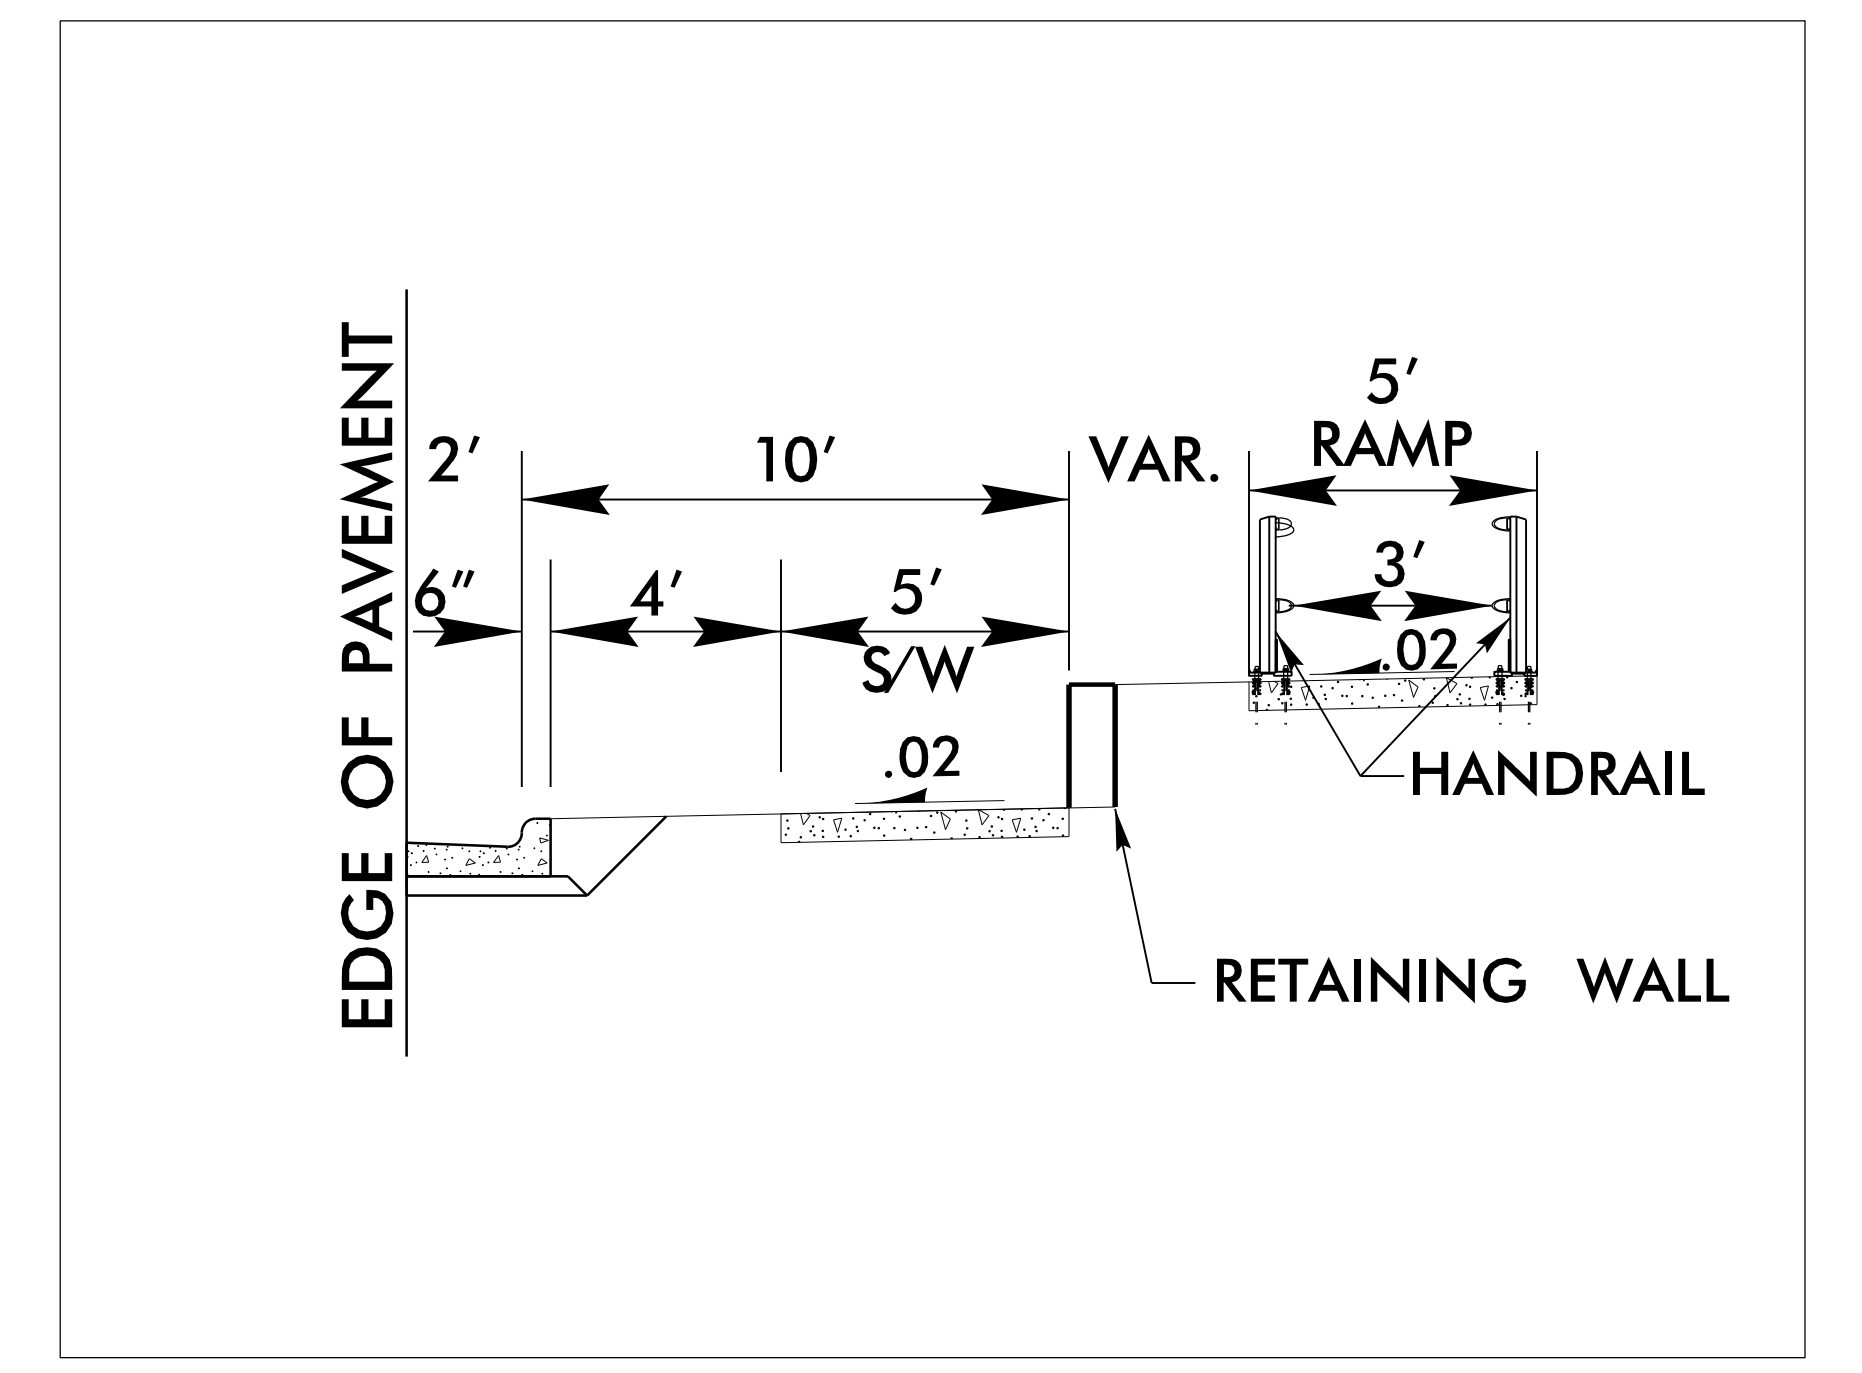 EDGE OF PAVEMENT
2'
10'
VAR.
5'
RAMP
6"
4'
5'
S/W
3'
.02
.02
HANDRAIL
RETAINING WALL